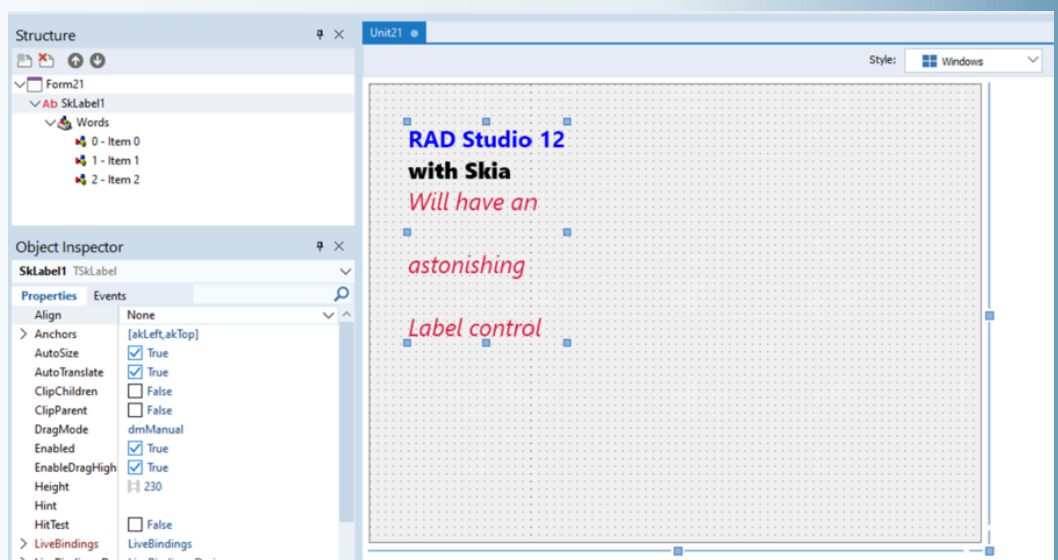 Structure
Form21
Ab SkLabel1
Words
0 - Item 0
1 - Item 1
2 - Item 2
Object Inspector
SkLabel1 TSkLabel
Properties Events
Align None
Anchors [akLeft,akTop]
AutoSize True
AutoTranslate True
ClipChildren False
ClipParent False
DragMode dmManual
Enabled True
EnableDragHigh True
Height 230
Hint
HitTest False
LiveBindings LiveBindings
Unit21
Style: Windows
RAD Studio 12
with Skia
Will have an
astonishing
Label control